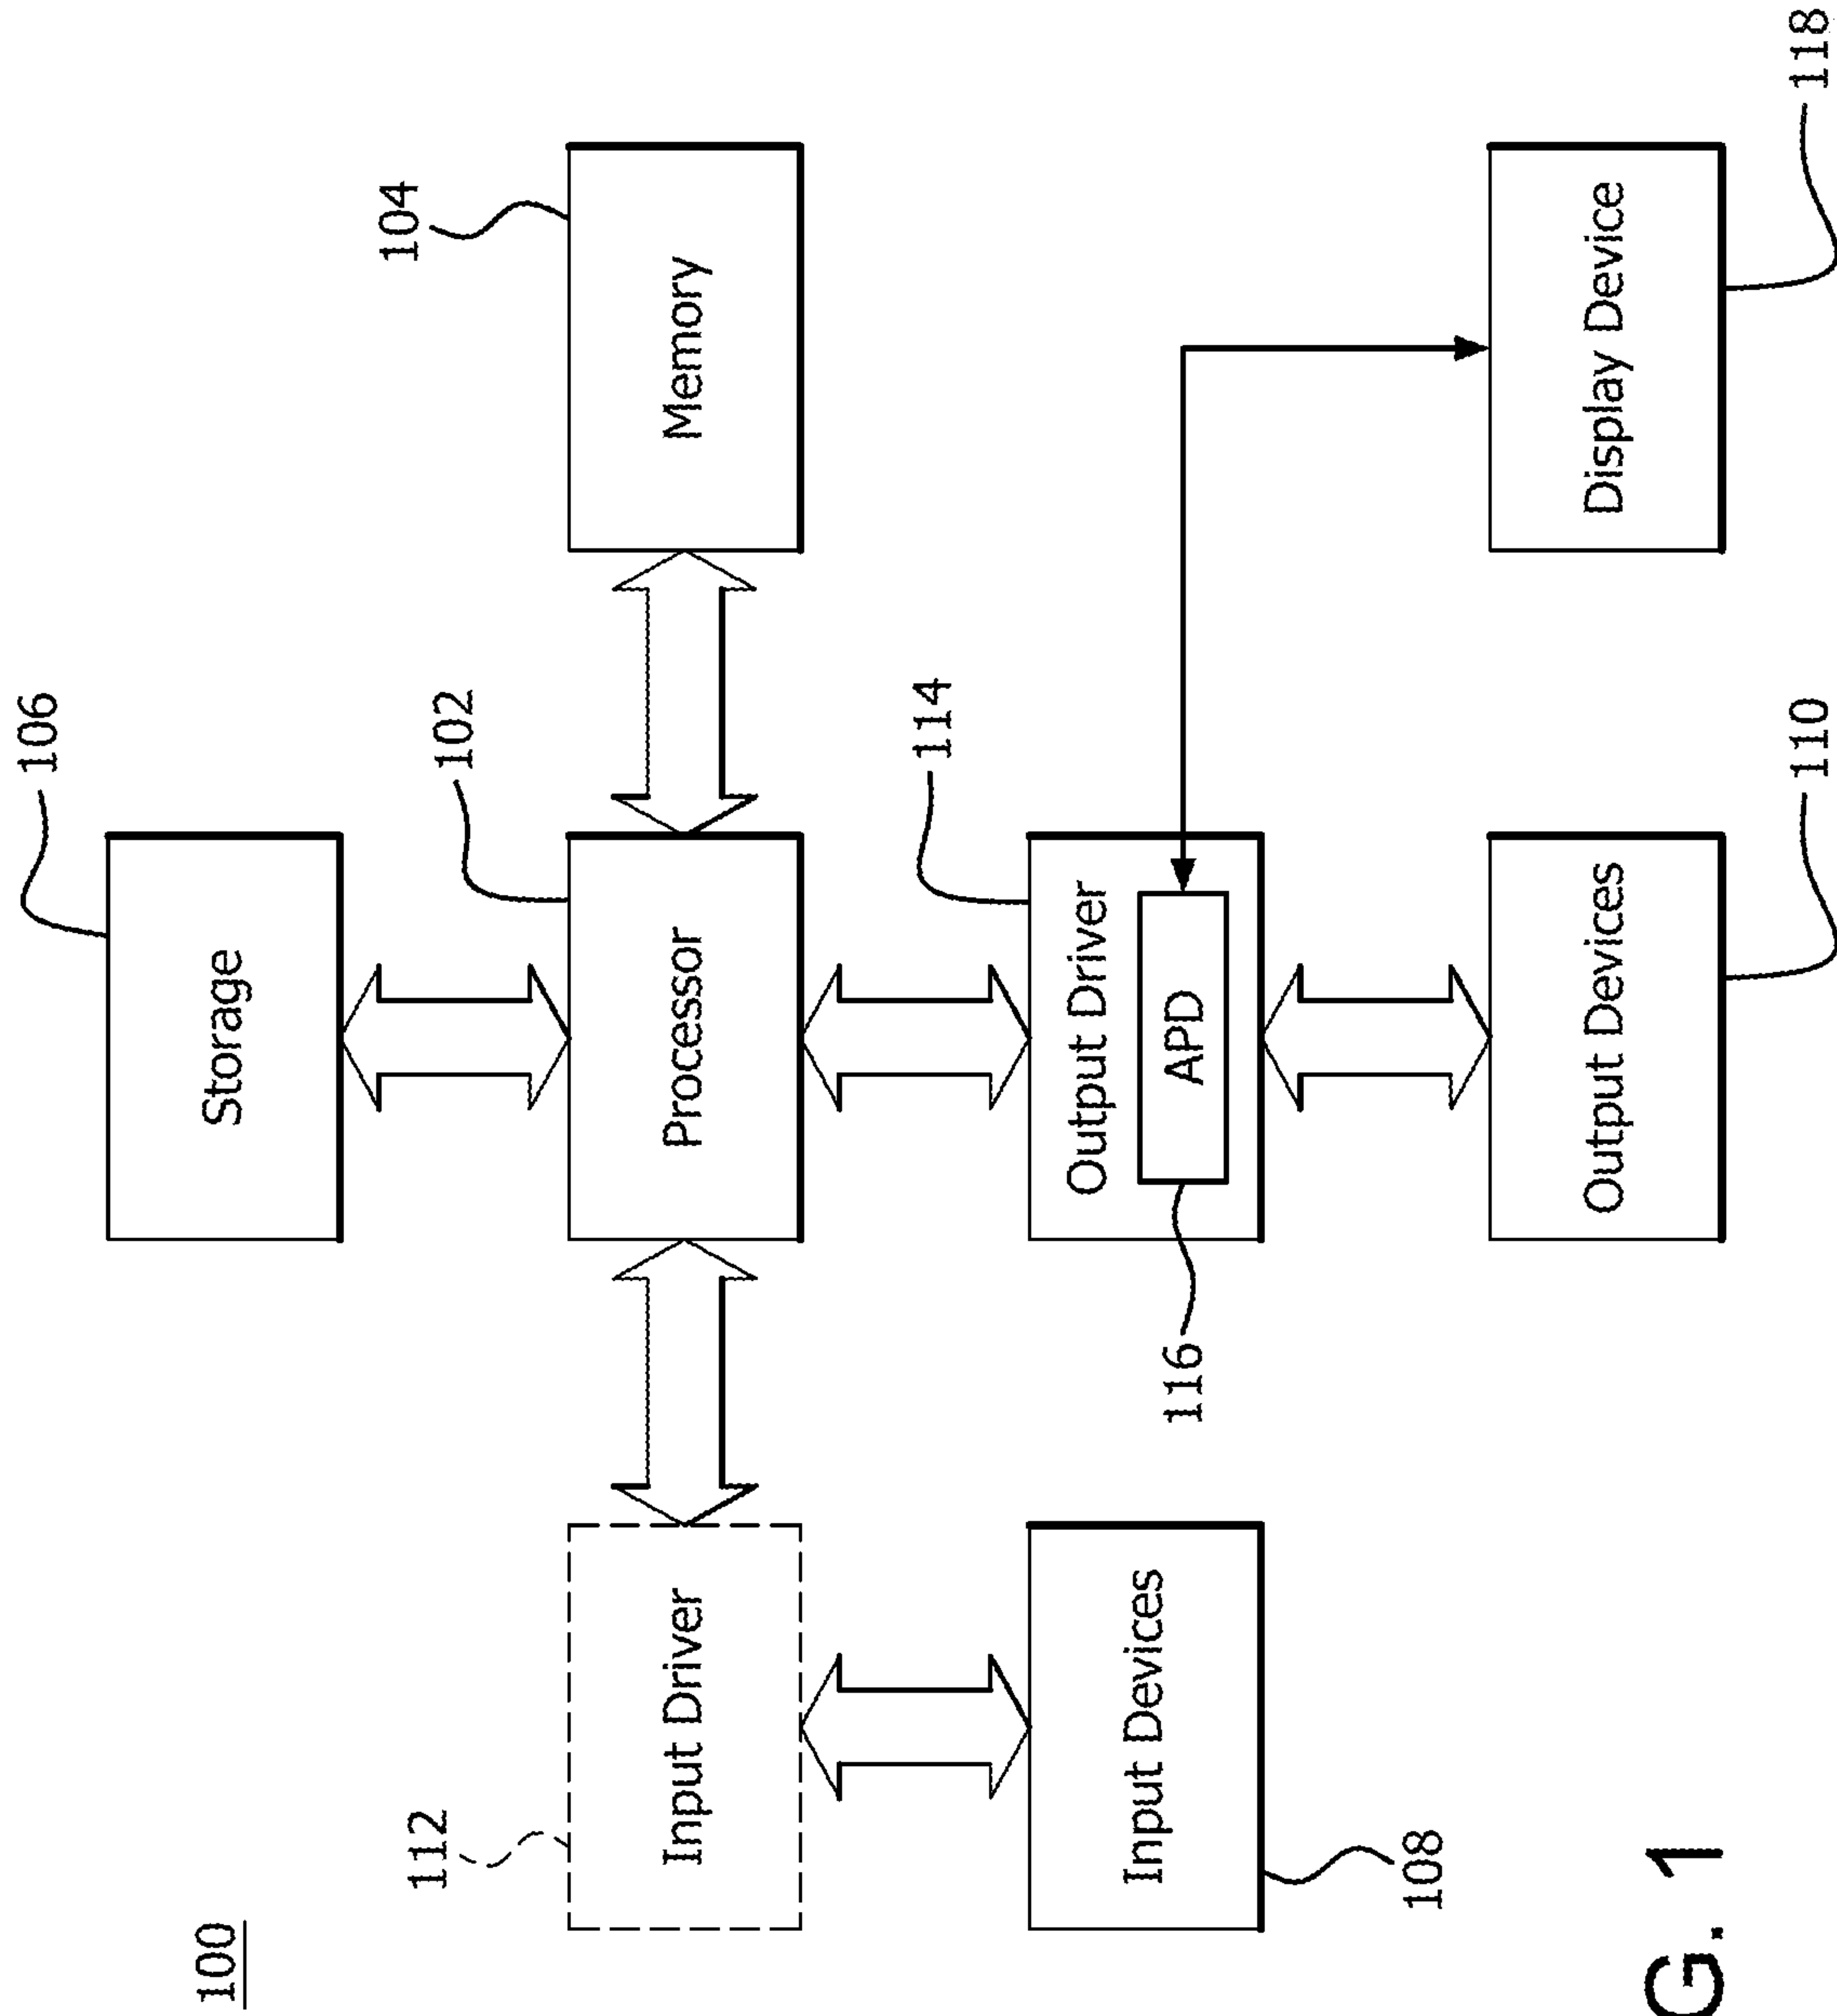 100
106
Storage
102
104
112
Input Driver
Processor
Memory
114
Input Devices
Output Driver
APD
108
116
Output Devices
Display Device
110
118
G. 1